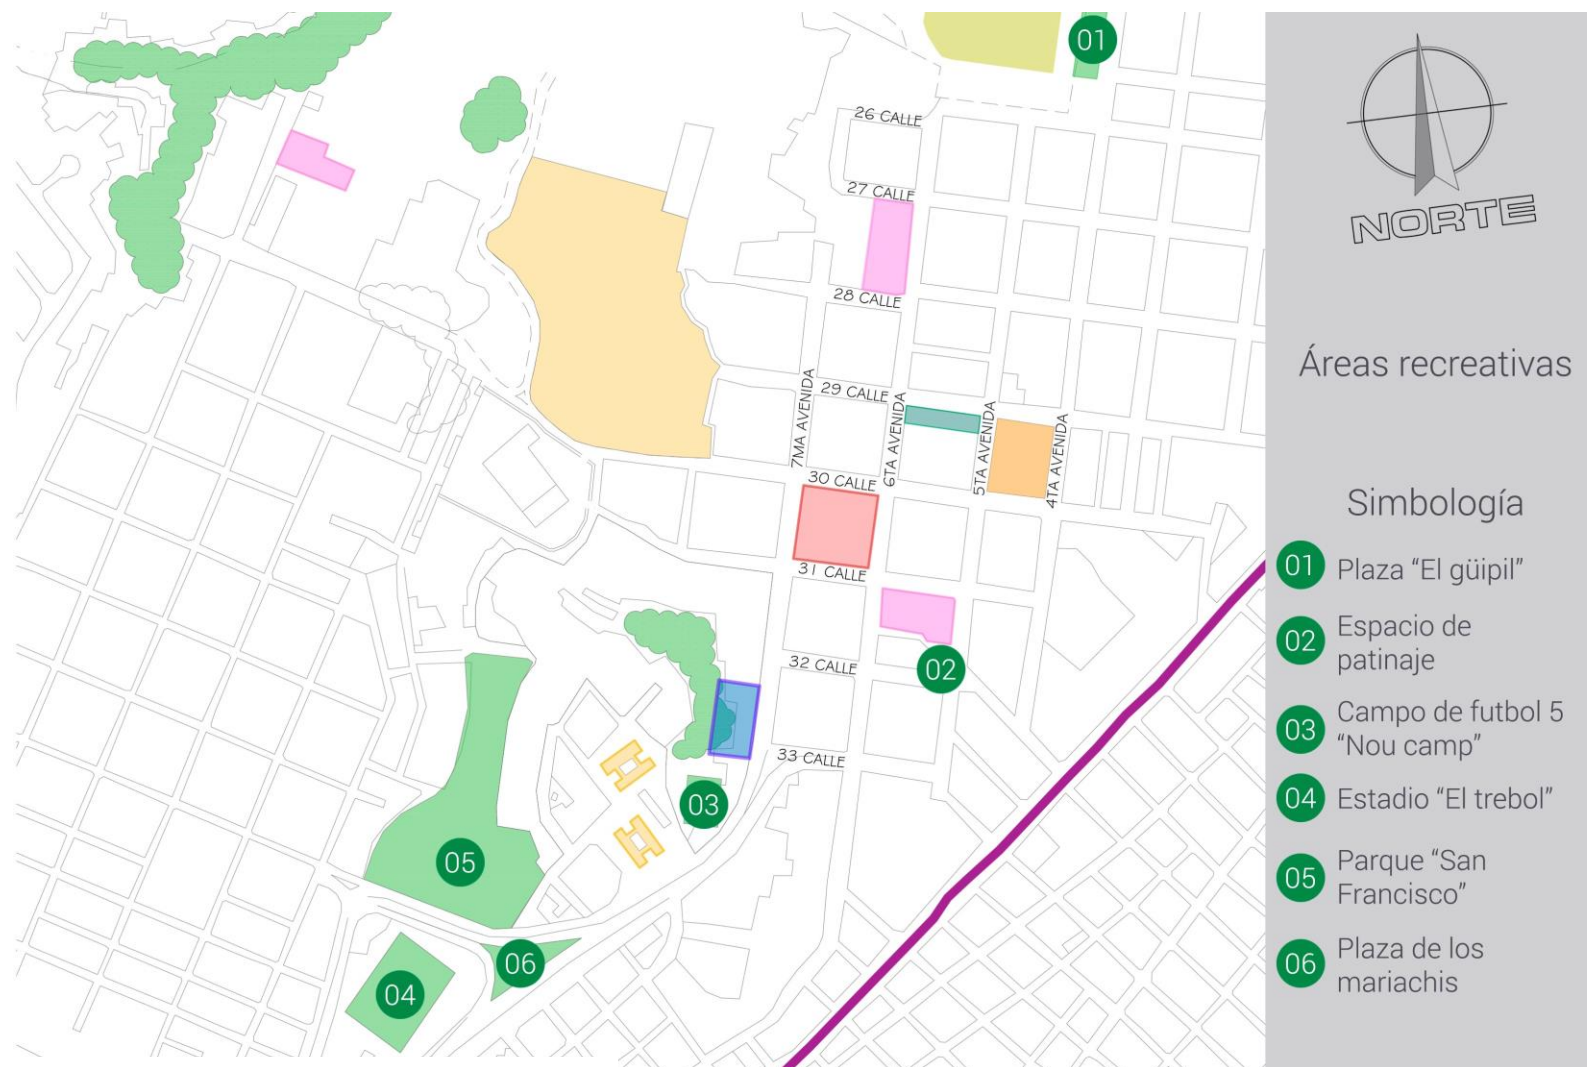 01
26 CALLE
27 CALLE
28 CALLE
29 CALLE
7MA AVENIDA
6TA AVENIDA
5TA AVENIDA
4TA AVENIDA
30 CALLE
31 CALLE
32 CALLE
02
33 CALLE
03
05
06
04
NORTE
Áreas recreativas
Simbología
01 Plaza “El güipil”
02 Espacio de
patinaje
03 Campo de futbol 5
“Nou camp”
04 Estadio “El trebol”
05 Parque “San
Francisco”
06 Plaza de los
mariachis